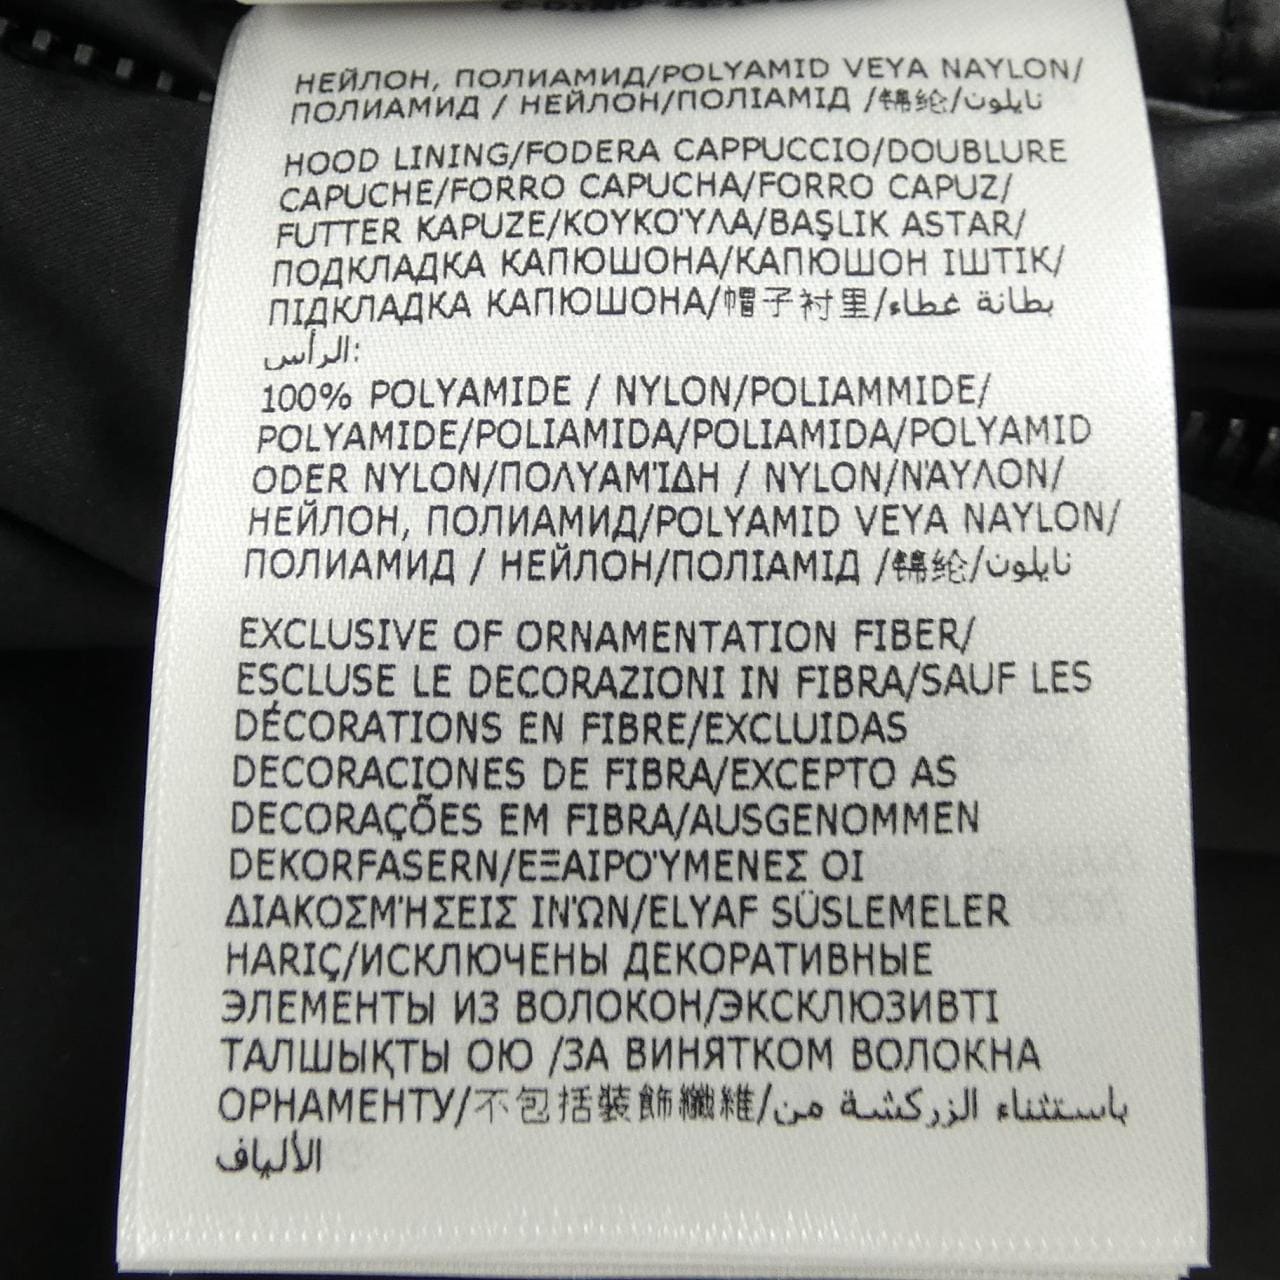 НЕЙЛОН, ПОЛИАМИД/POLYAMID VEYA NAYLON/
ПОЛИАМИД / НЕЙЛОН/ПОЛІАМІД /锦纶/نايلون
HOOD LINING/FODERA CAPPUCCIO/DOUBLURE
CAPUCHE/FORRO CAPUCHA/FORRO CAPUZ/
FUTTER KAPUZE/ΚΟΥΚΟΎΛΑ/BAŞLIK ASTAR/
ПОДКЛАДКА КАПЮШОНА/КАПЮШОН ІШТІК/
ПІДКЛАДКА КАПЮШОНА/帽子衬里/بطانة غطاء
الرأس:
100% POLYAMIDE / NYLON/POLIAMMIDE/
POLYAMIDE/POLIAMIDA/POLIAMIDA/POLYAMID
ODER NYLON/ΠΟΛΥΑΜΊΔΗ / NYLON/ΝΆΥΛΟΝ/
НЕЙЛОН, ПОЛИАМИД/POLYAMID VEYA NAYLON/
ПОЛИАМИД / НЕЙЛОН/ПОЛІАМІД /锦纶/نايلون
EXCLUSIVE OF ORNAMENTATION FIBER/
ESCLUSE LE DECORAZIONI IN FIBRA/SAUF LES
DÉCORATIONS EN FIBRE/EXCLUIDAS
DECORACIONES DE FIBRA/EXCEPTO AS
DECORAÇÕES EM FIBRA/AUSGENOMMEN
DEKORFASERN/ΕΞΑΙΡΟΎΜΕΝΕΣ ΟΙ
ΔΙΑΚΟΣΜΉΣΕΙΣ ΙΝΏΝ/ELYAF SÜSLEMELER
HARIÇ/ИСКЛЮЧЕНЫ ДЕКОРАТИВНЫЕ
ЭЛЕМЕНТЫ ИЗ ВОЛОКОН/ЭКСКЛЮЗИВТІ
ТАЛШЫҚТЫ ОЮ /ЗА ВИНЯТКОМ ВОЛОКНА
ОРНАМЕНТУ/不包括裝飾纖維/باستثناء الزركشة من
الألياف